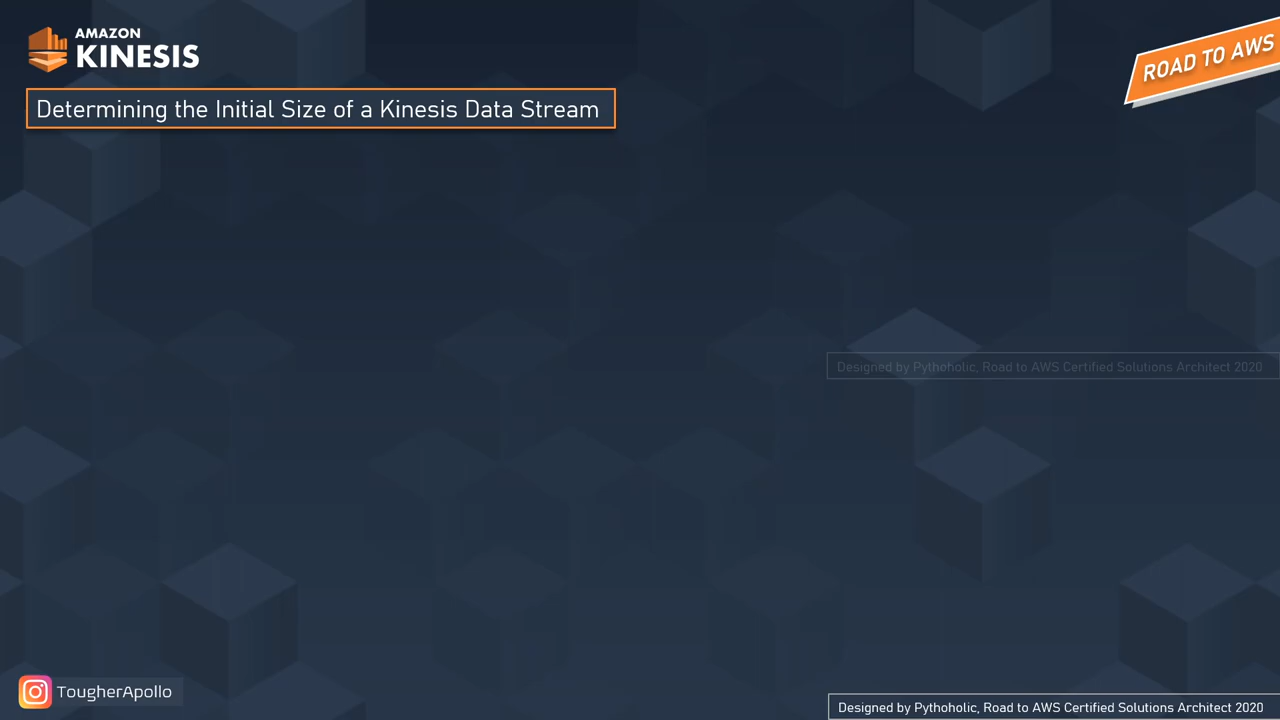 AMAZON
KINESIS
ROAD TO AWS
Determining the Initial Size of a Kinesis Data Stream
Designed by Pythoholic, Road to AWS Certified Solutions Architect 2020
TougherApollo
Designed by Pythoholic, Road to AWS Certified Solutions Architect 2020